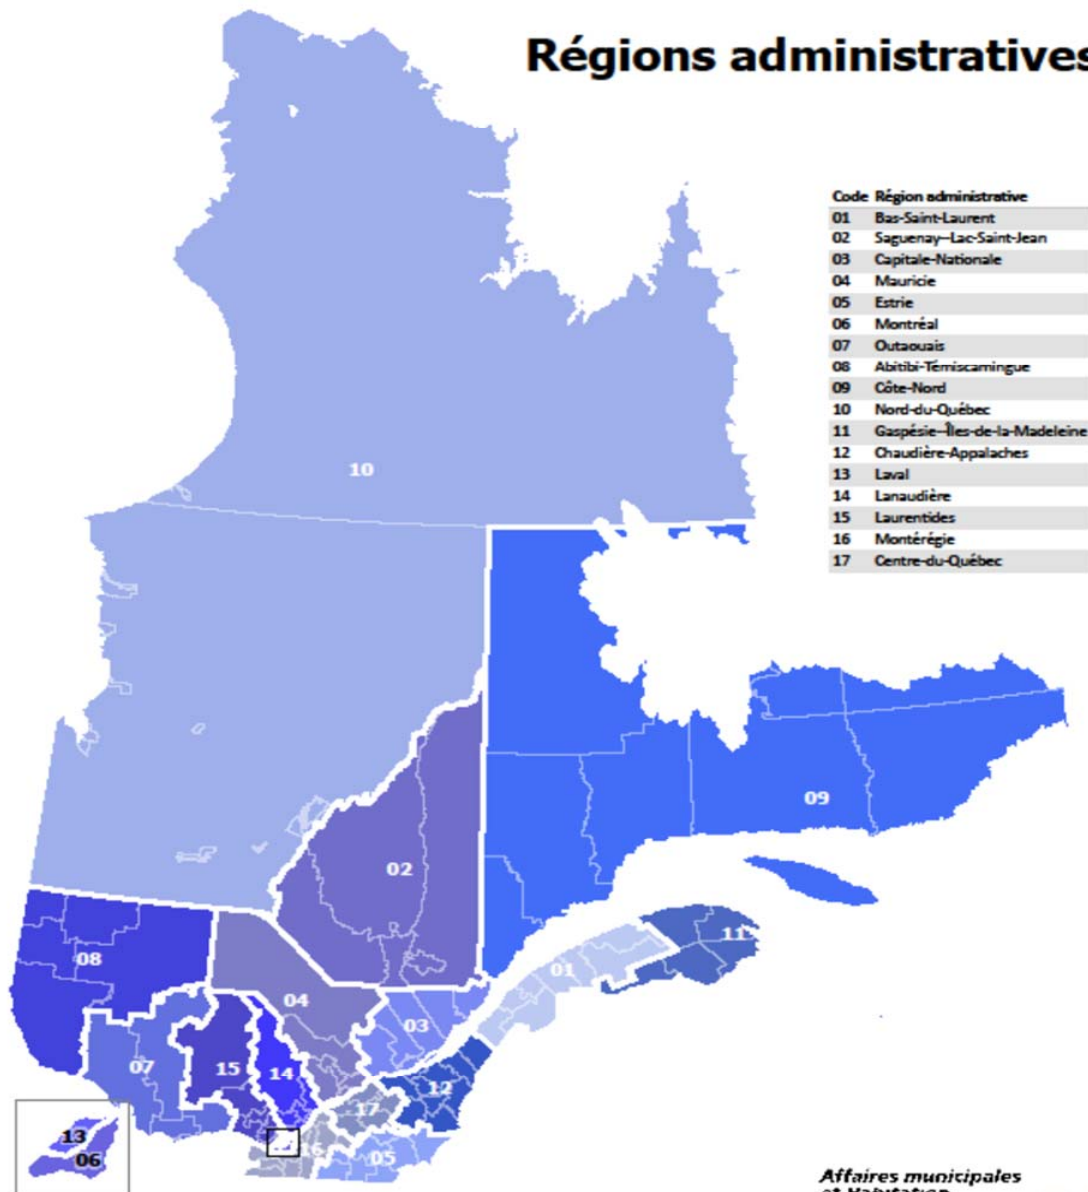 Régions administratives
Code Région administrative
01 Bas-Saint-Laurent
02 Saguenay--Lac-Saint-Jean
03 Capitale-Nationale
04 Mauricie
05 Estrie
06 Montréal
07 Outaouais
08 Abitibi-Témiscamingue
09 Côte-Nord
10 Nord-du-Québec
11 Gaspésie--Îles-de-la-Madeleine
12 Chaudière-Appalaches
13 Laval
14 Lanaudière
15 Laurentides
16 Montérégie
17 Centre-du-Québec
10
09
02
11
08
01
04
03
07
15
14
12
17
13
06
16
05
Affaires municipales
et Habitation